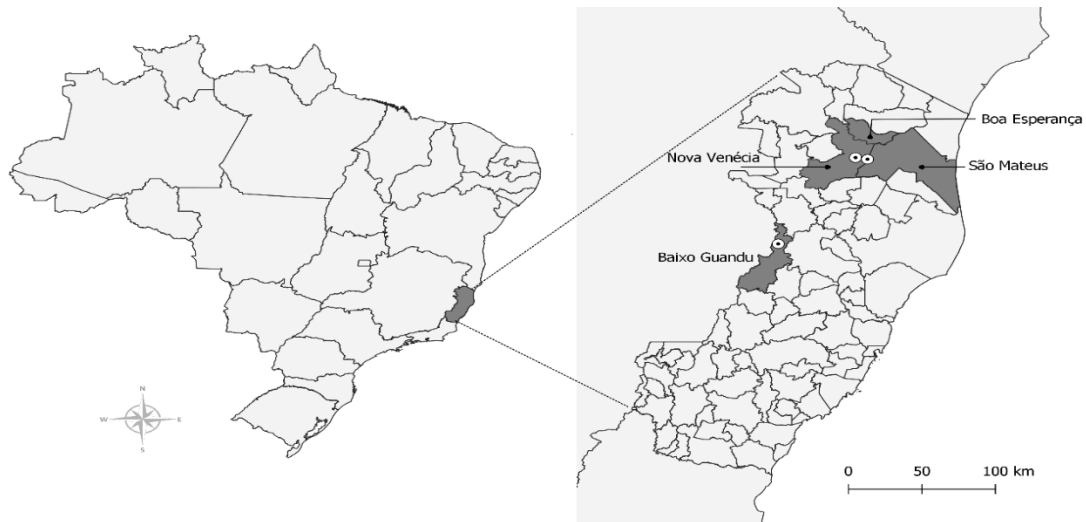 N
W
E
S
Boa Esperança
Nova Venécia
São Mateus
Baixo Guandu
0 50 100 km